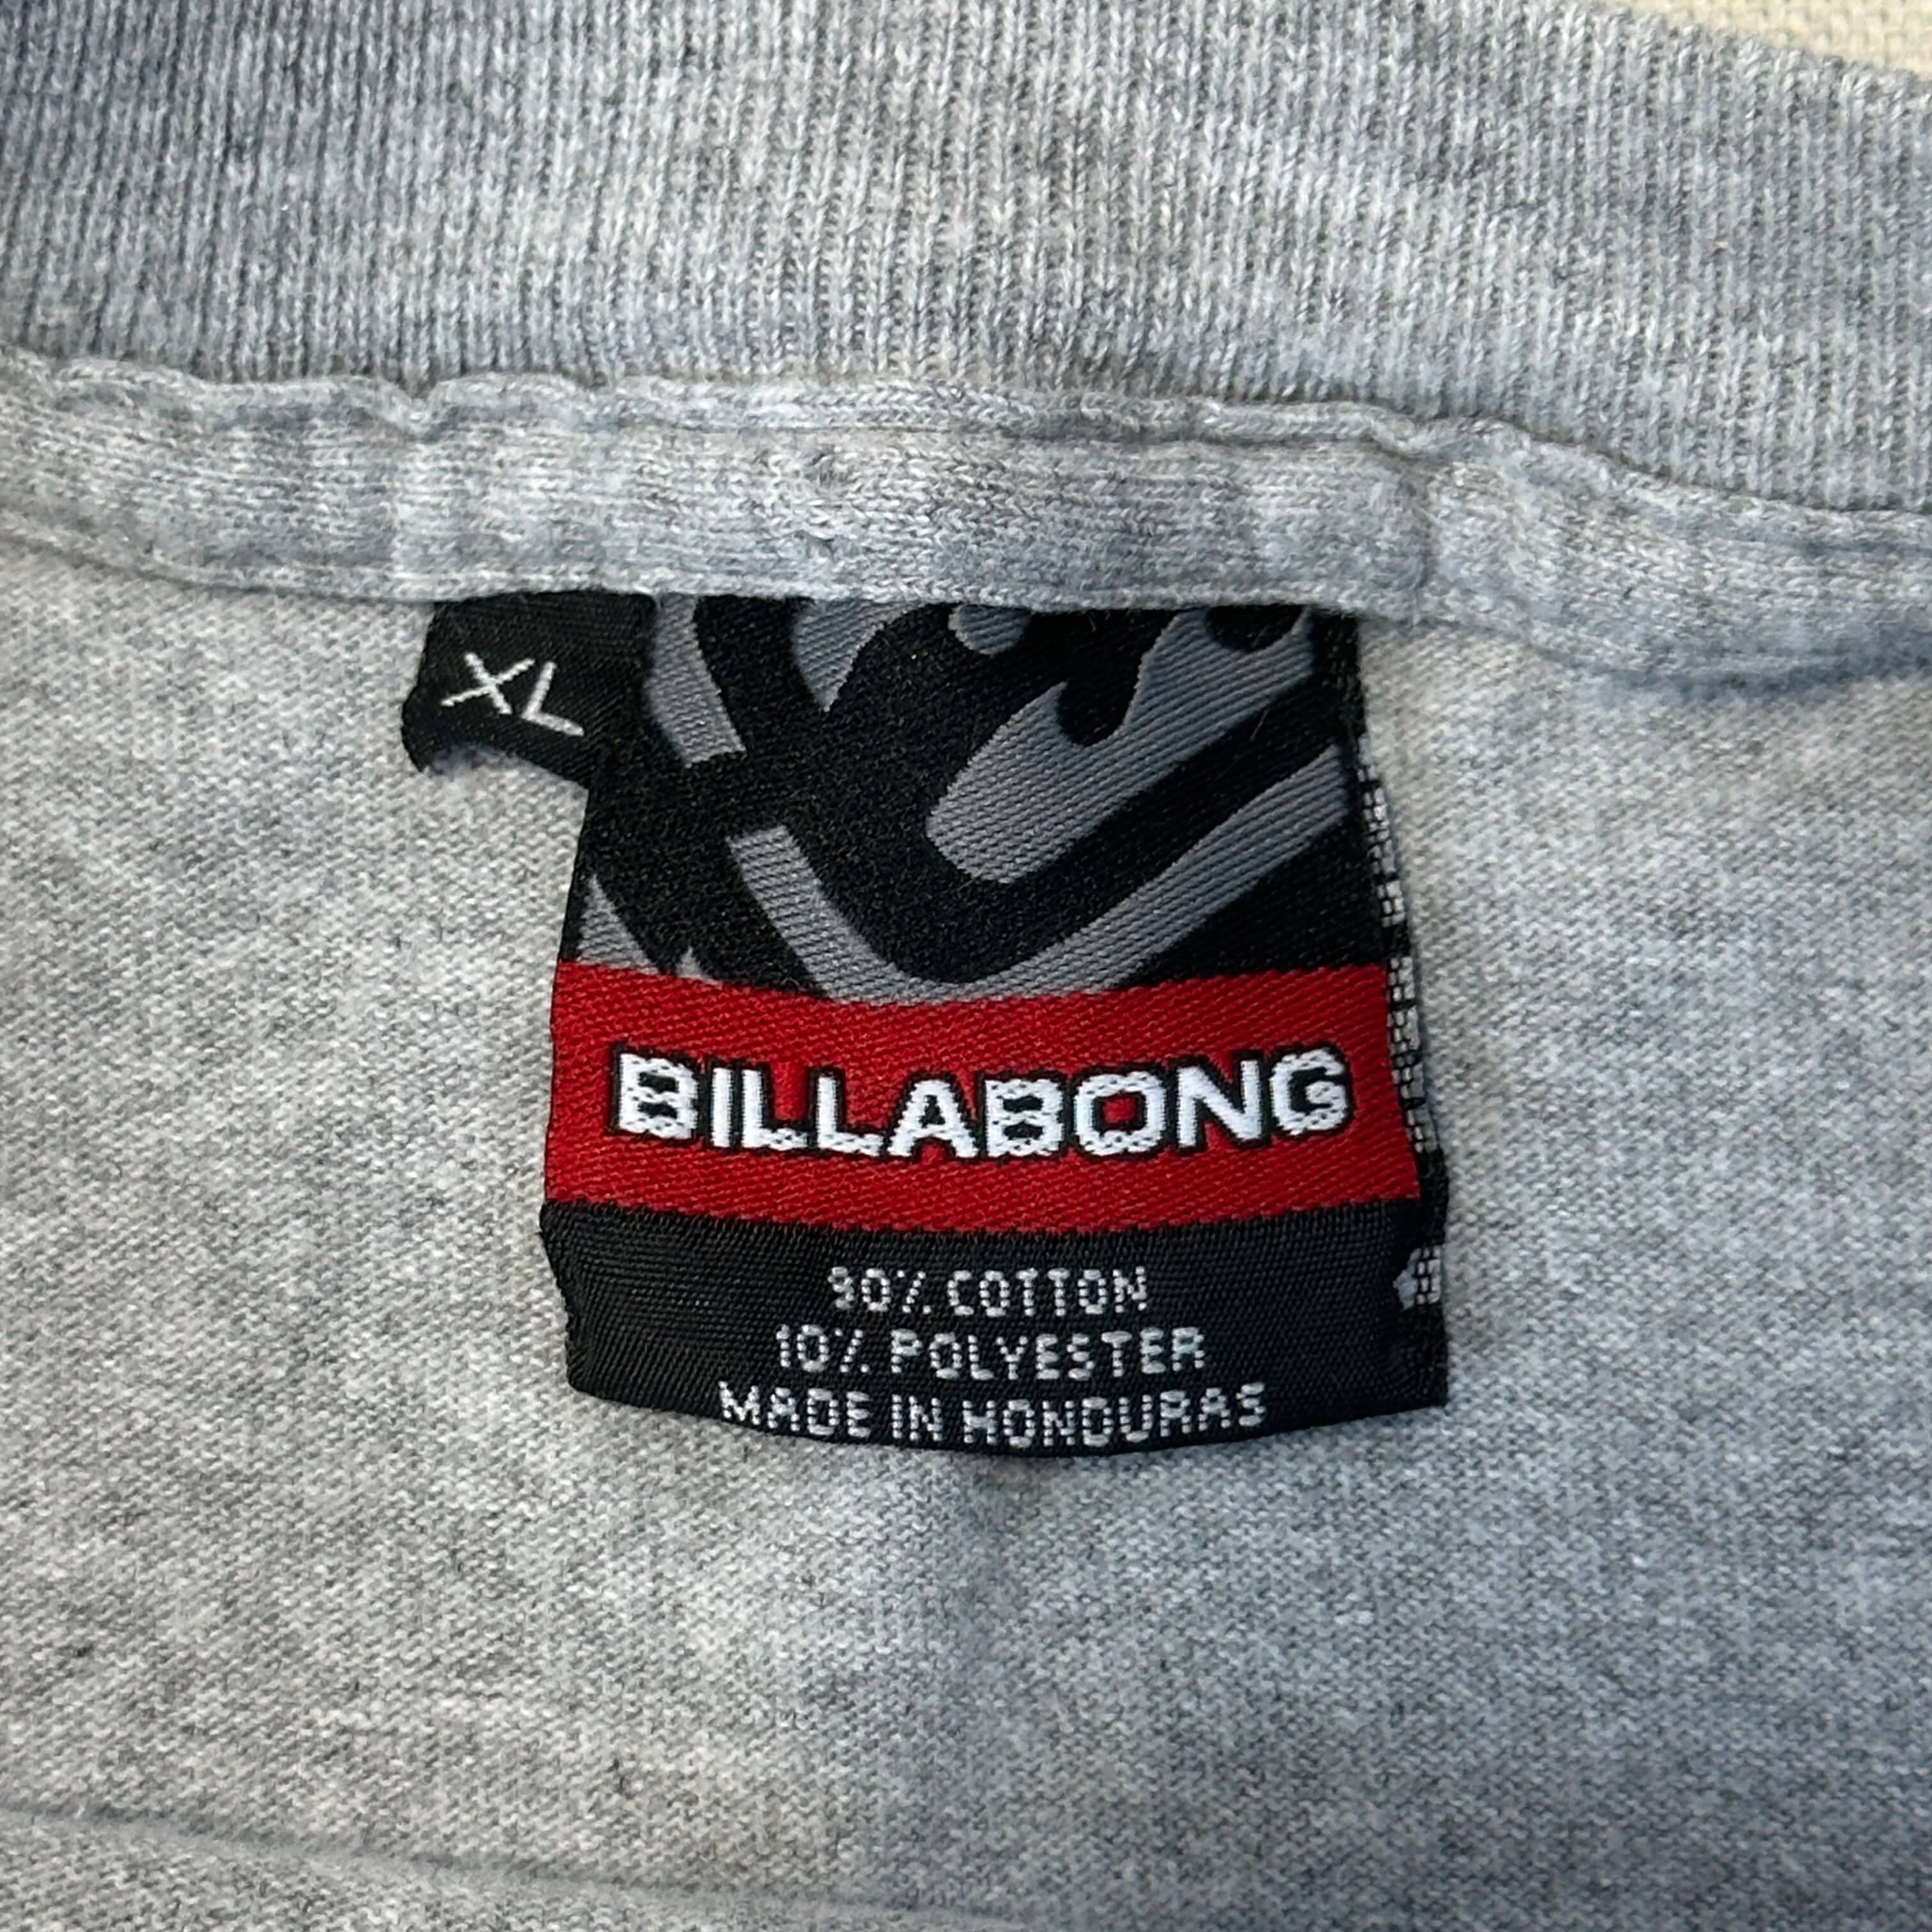 XL
BILLABONG
90% COTTON
10% POLYESTER
MADE IN HONDURAS